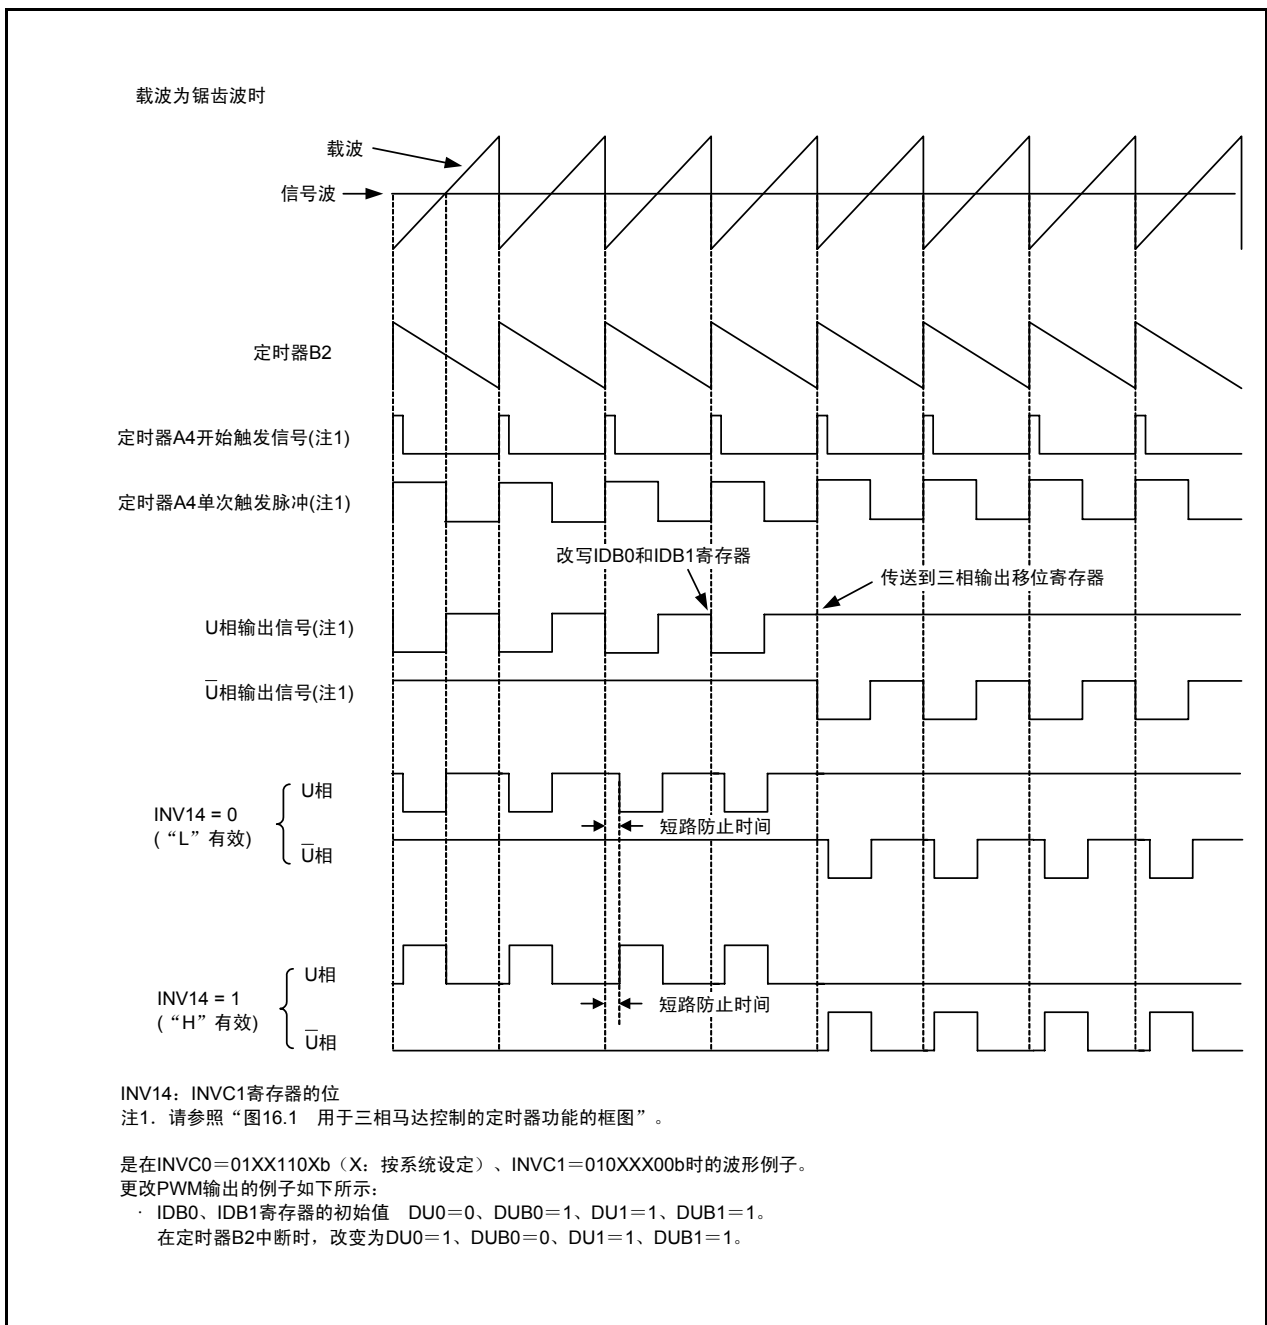 载波为锯齿波时
载波
信号波
定时器B2
定时器A4开始触发信号(注1)
定时器A4单次触发脉冲(注1)
改写IDB0和IDB1寄存器
传送到三相输出移位寄存器
U相输出信号(注1)
U̅相输出信号(注1)
INV14 = 0
(“L”有效)
U相
U̅相
短路防止时间
INV14 = 1
(“H”有效)
U相
U̅相
短路防止时间
INV14：INVC1寄存器的位
注1．请参照“图16.1　用于三相马达控制的定时器功能的框图”。
是在INVC0＝01XX110Xb（X：按系统设定）、INVC1＝010XXX00b时的波形例子。
更改PWM输出的例子如下所示：
· IDB0、IDB1寄存器的初始值　DU0＝0、DUB0＝1、DU1＝1、DUB1＝1。
在定时器B2中断时，改变为DU0＝1、DUB0＝0、DU1＝1、DUB1＝1。